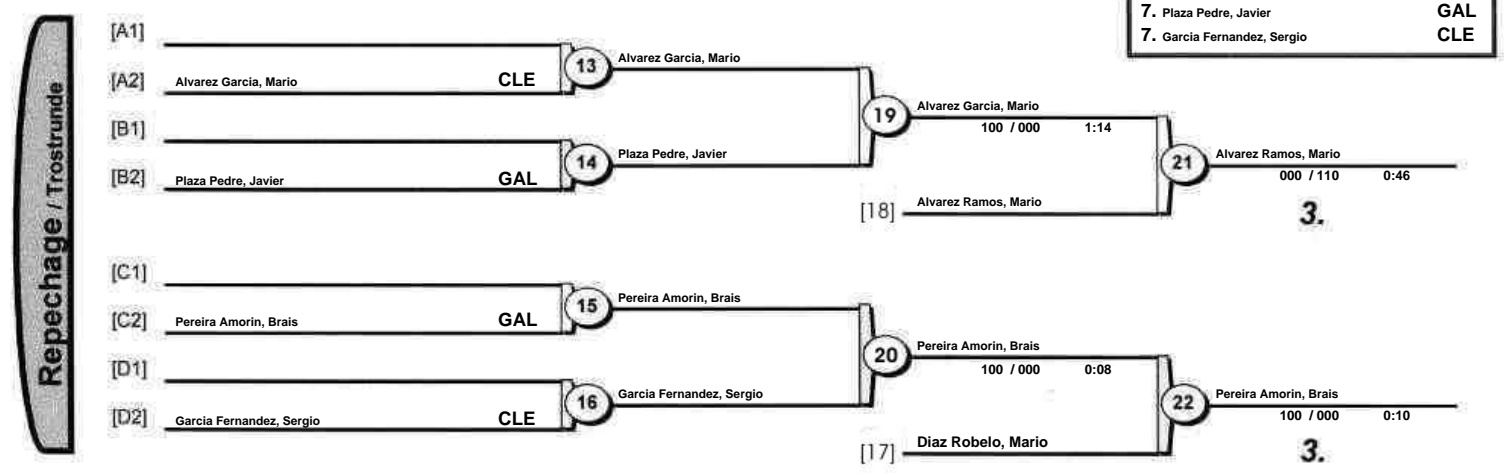 7. Plaza Pedre, Javier GAL
7. Garcia Fernandez, Sergio CLE
Repechage / Trostrunde
[A1]
[A2] Alvarez Garcia, Mario CLE
13 Alvarez Garcia, Mario
[B1]
[B2] Plaza Pedre, Javier GAL
14 Plaza Pedre, Javier
19 Alvarez Garcia, Mario
100 / 000 1:14
[18] Alvarez Ramos, Mario
21 Alvarez Ramos, Mario
000 / 110 0:46
3.
[C1]
[C2] Pereira Amorin, Brais GAL
15 Pereira Amorin, Brais
[D1]
[D2] Garcia Fernandez, Sergio CLE
16 Garcia Fernandez, Sergio
20 Pereira Amorin, Brais
100 / 000 0:08
[17] Diaz Robelo, Mario
22 Pereira Amorin, Brais
100 / 000 0:10
3.